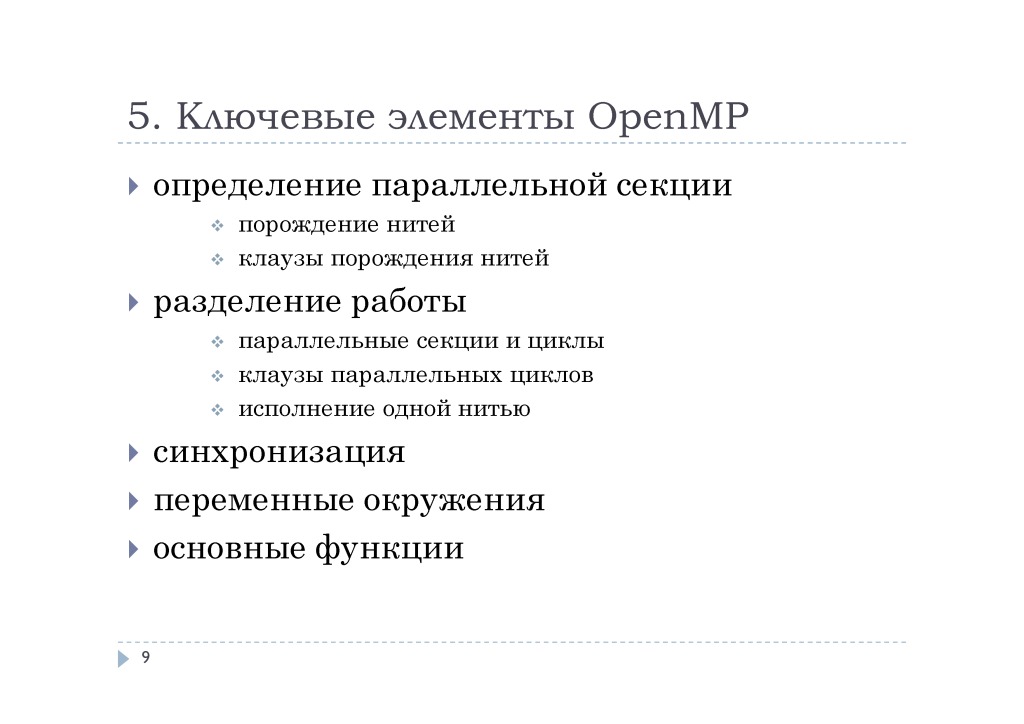 5. Ключевые элементы OpenMP
определение параллельной секции
порождение нитей
клаузы порождения нитей
разделение работы
параллельные секции и циклы
клаузы параллельных циклов
исполнение одной нитью
синхронизация
переменные окружения
основные функции
9